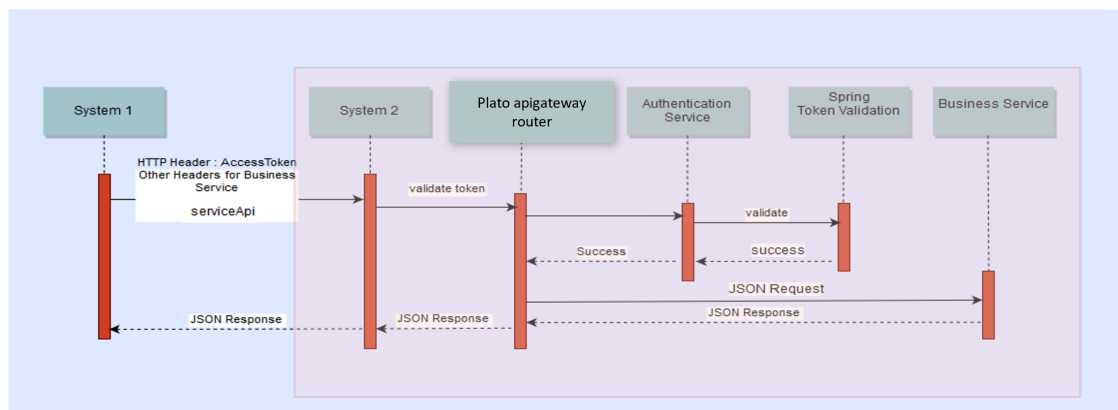 System 1
System 2
Plato apigateway
router
Authentication
Service
Spring
Token Validation
Business Service
HTTP Header : AccessToken
Other Headers for Business
Service
serviceApi
validate token
validate
Success
success
JSON Request
JSON Response
JSON Response
JSON Response